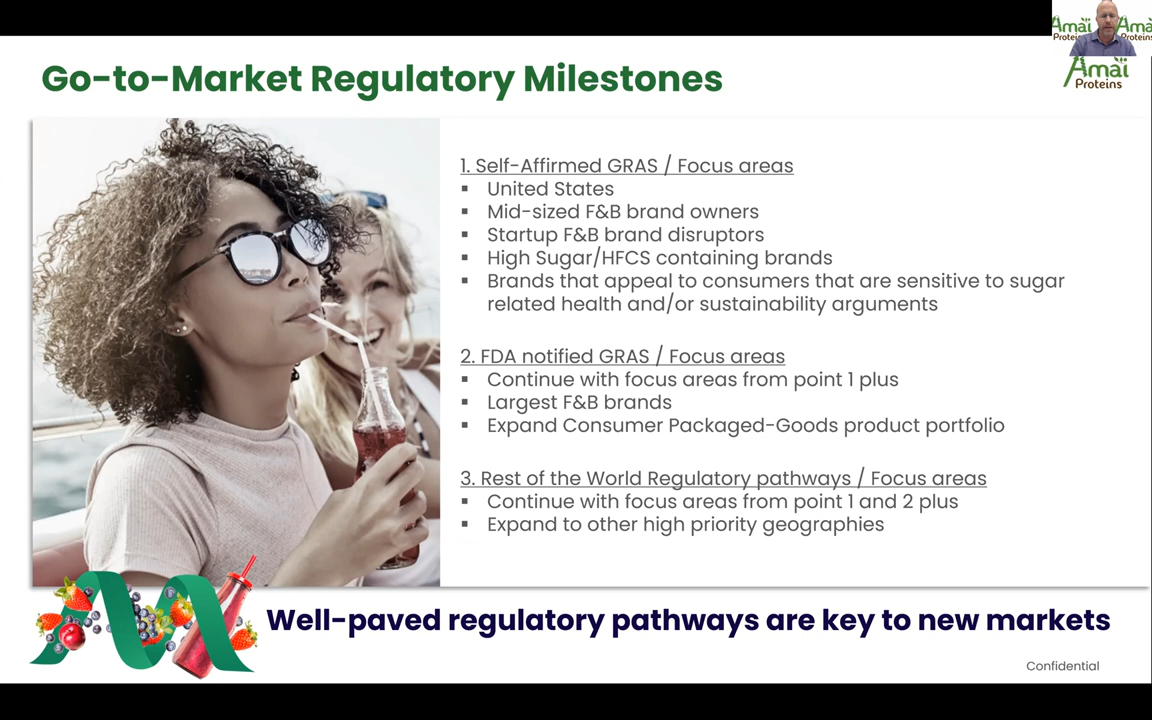 Amaï Ama
Protei Proteins
Amaï
Proteins
Go-to-Market Regulatory Milestones
1. Self-Affirmed GRAS / Focus areas
▪ United States
▪ Mid-sized F&B brand owners
▪ Startup F&B brand disruptors
▪ High Sugar/HFCS containing brands
▪ Brands that appeal to consumers that are sensitive to sugar
related health and/or sustainability arguments
2. FDA notified GRAS / Focus areas
▪ Continue with focus areas from point 1 plus
▪ Largest F&B brands
▪ Expand Consumer Packaged-Goods product portfolio
3. Rest of the World Regulatory pathways / Focus areas
▪ Continue with focus areas from point 1 and 2 plus
▪ Expand to other high priority geographies
Well-paved regulatory pathways are key to new markets
Confidential